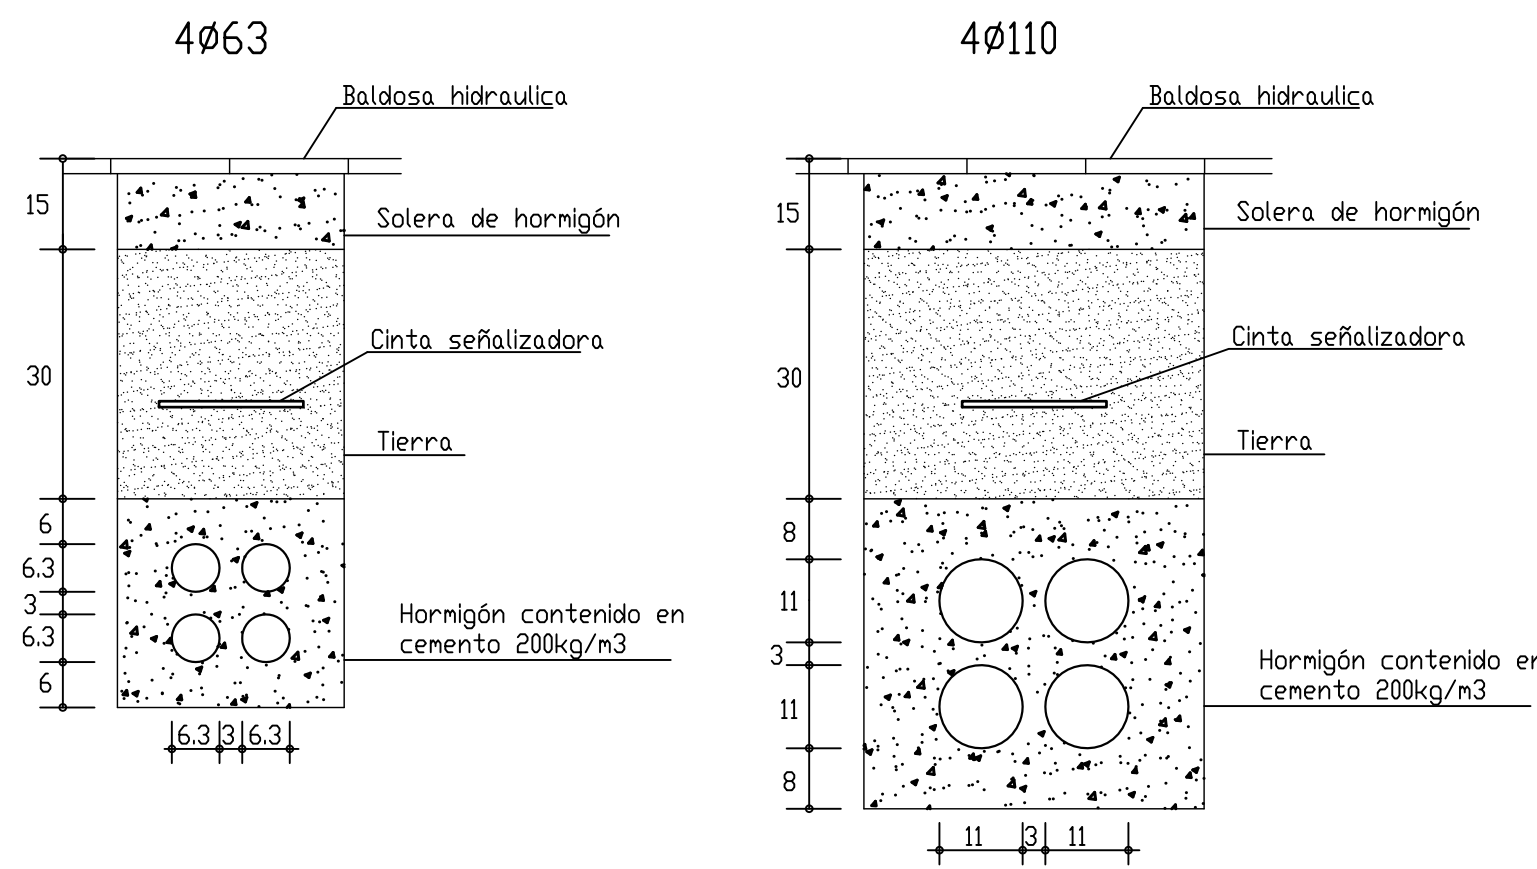 4Ø63
Baldosa hidraulica
15
Solera de hormigón
Cinta señalizadora
30
Tierra
6
6.3
3
6.3
6
Hormigón contenido en
cemento 200kg/m3
6.3 3 6.3
4Ø110
Baldosa hidraulica
15
Solera de hormigón
Cinta señalizadora
30
Tierra
8
11
3
11
8
Hormigón contenido en
cemento 200kg/m3
11 3 11